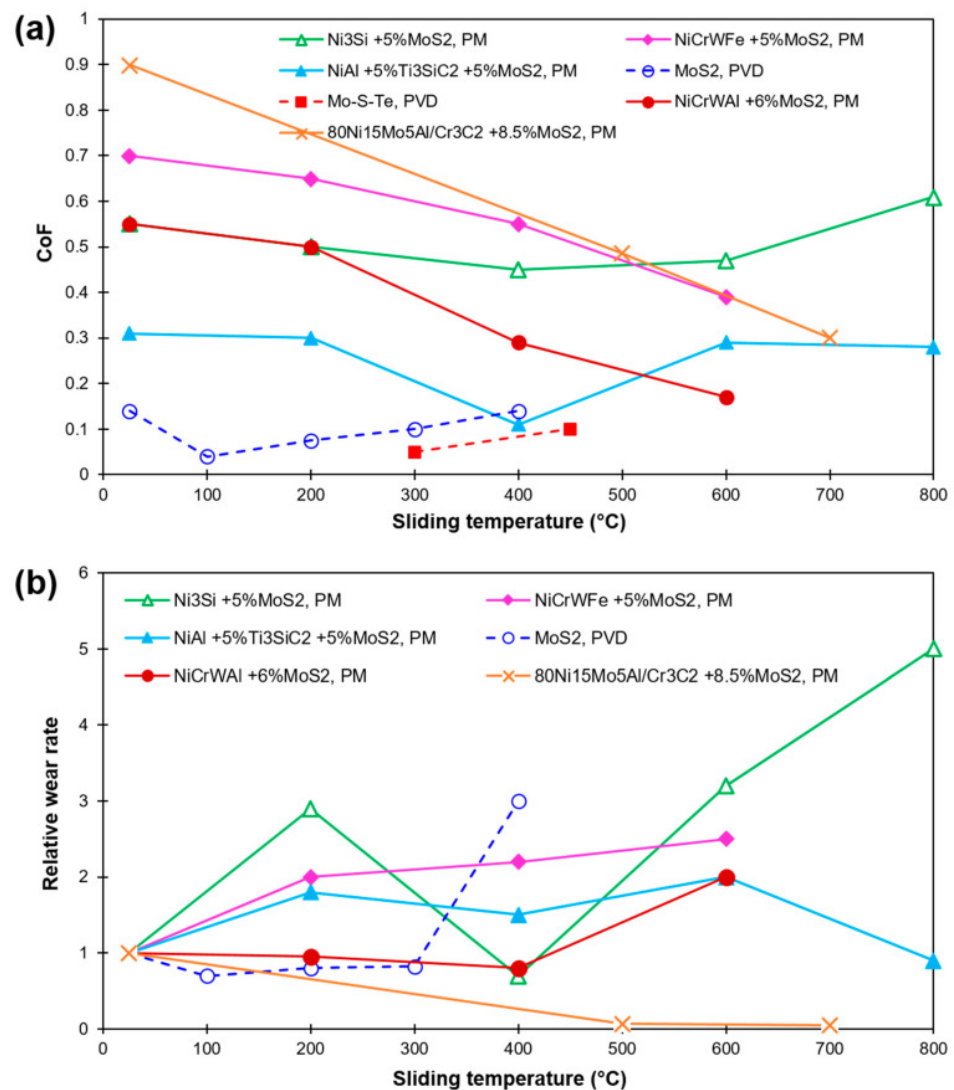 (a)
Ni3Si +5%MoS2, PM
NiCrWFe +5%MoS2, PM
NiAl +5%Ti3SiC2 +5%MoS2, PM
MoS2, PVD
Mo-S-Te, PVD
NiCrWAl +6%MoS2, PM
80Ni15Mo5Al/Cr3C2 +8.5%MoS2, PM
CoF
1
0.9
0.8
0.7
0.6
0.5
0.4
0.3
0.2
0.1
0
0 100 200 300 400 500 600 700 800
Sliding temperature (°C)
(b)
Ni3Si +5%MoS2, PM
NiCrWFe +5%MoS2, PM
NiAl +5%Ti3SiC2 +5%MoS2, PM
MoS2, PVD
NiCrWAl +6%MoS2, PM
80Ni15Mo5Al/Cr3C2 +8.5%MoS2, PM
Relative wear rate
6
5
4
3
2
1
0
0 100 200 300 400 500 600 700 800
Sliding temperature (°C)